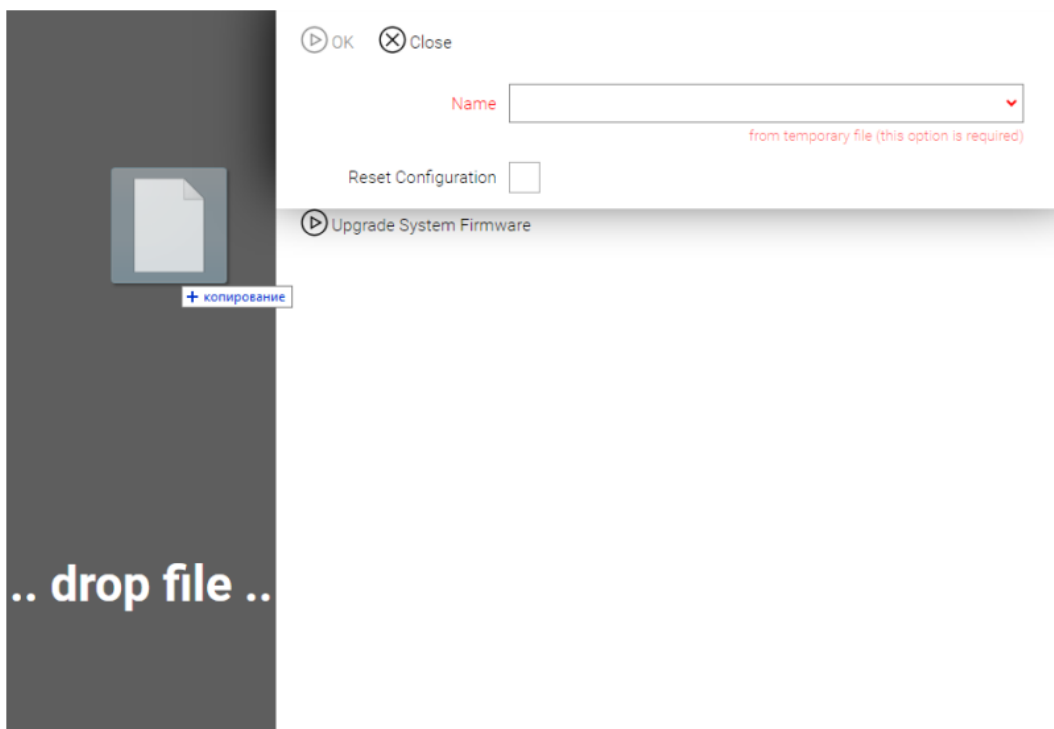 OK Close
Name
from temporary file (this option is required)
Reset Configuration
Upgrade System Firmware
+ копирование
.. drop file ..